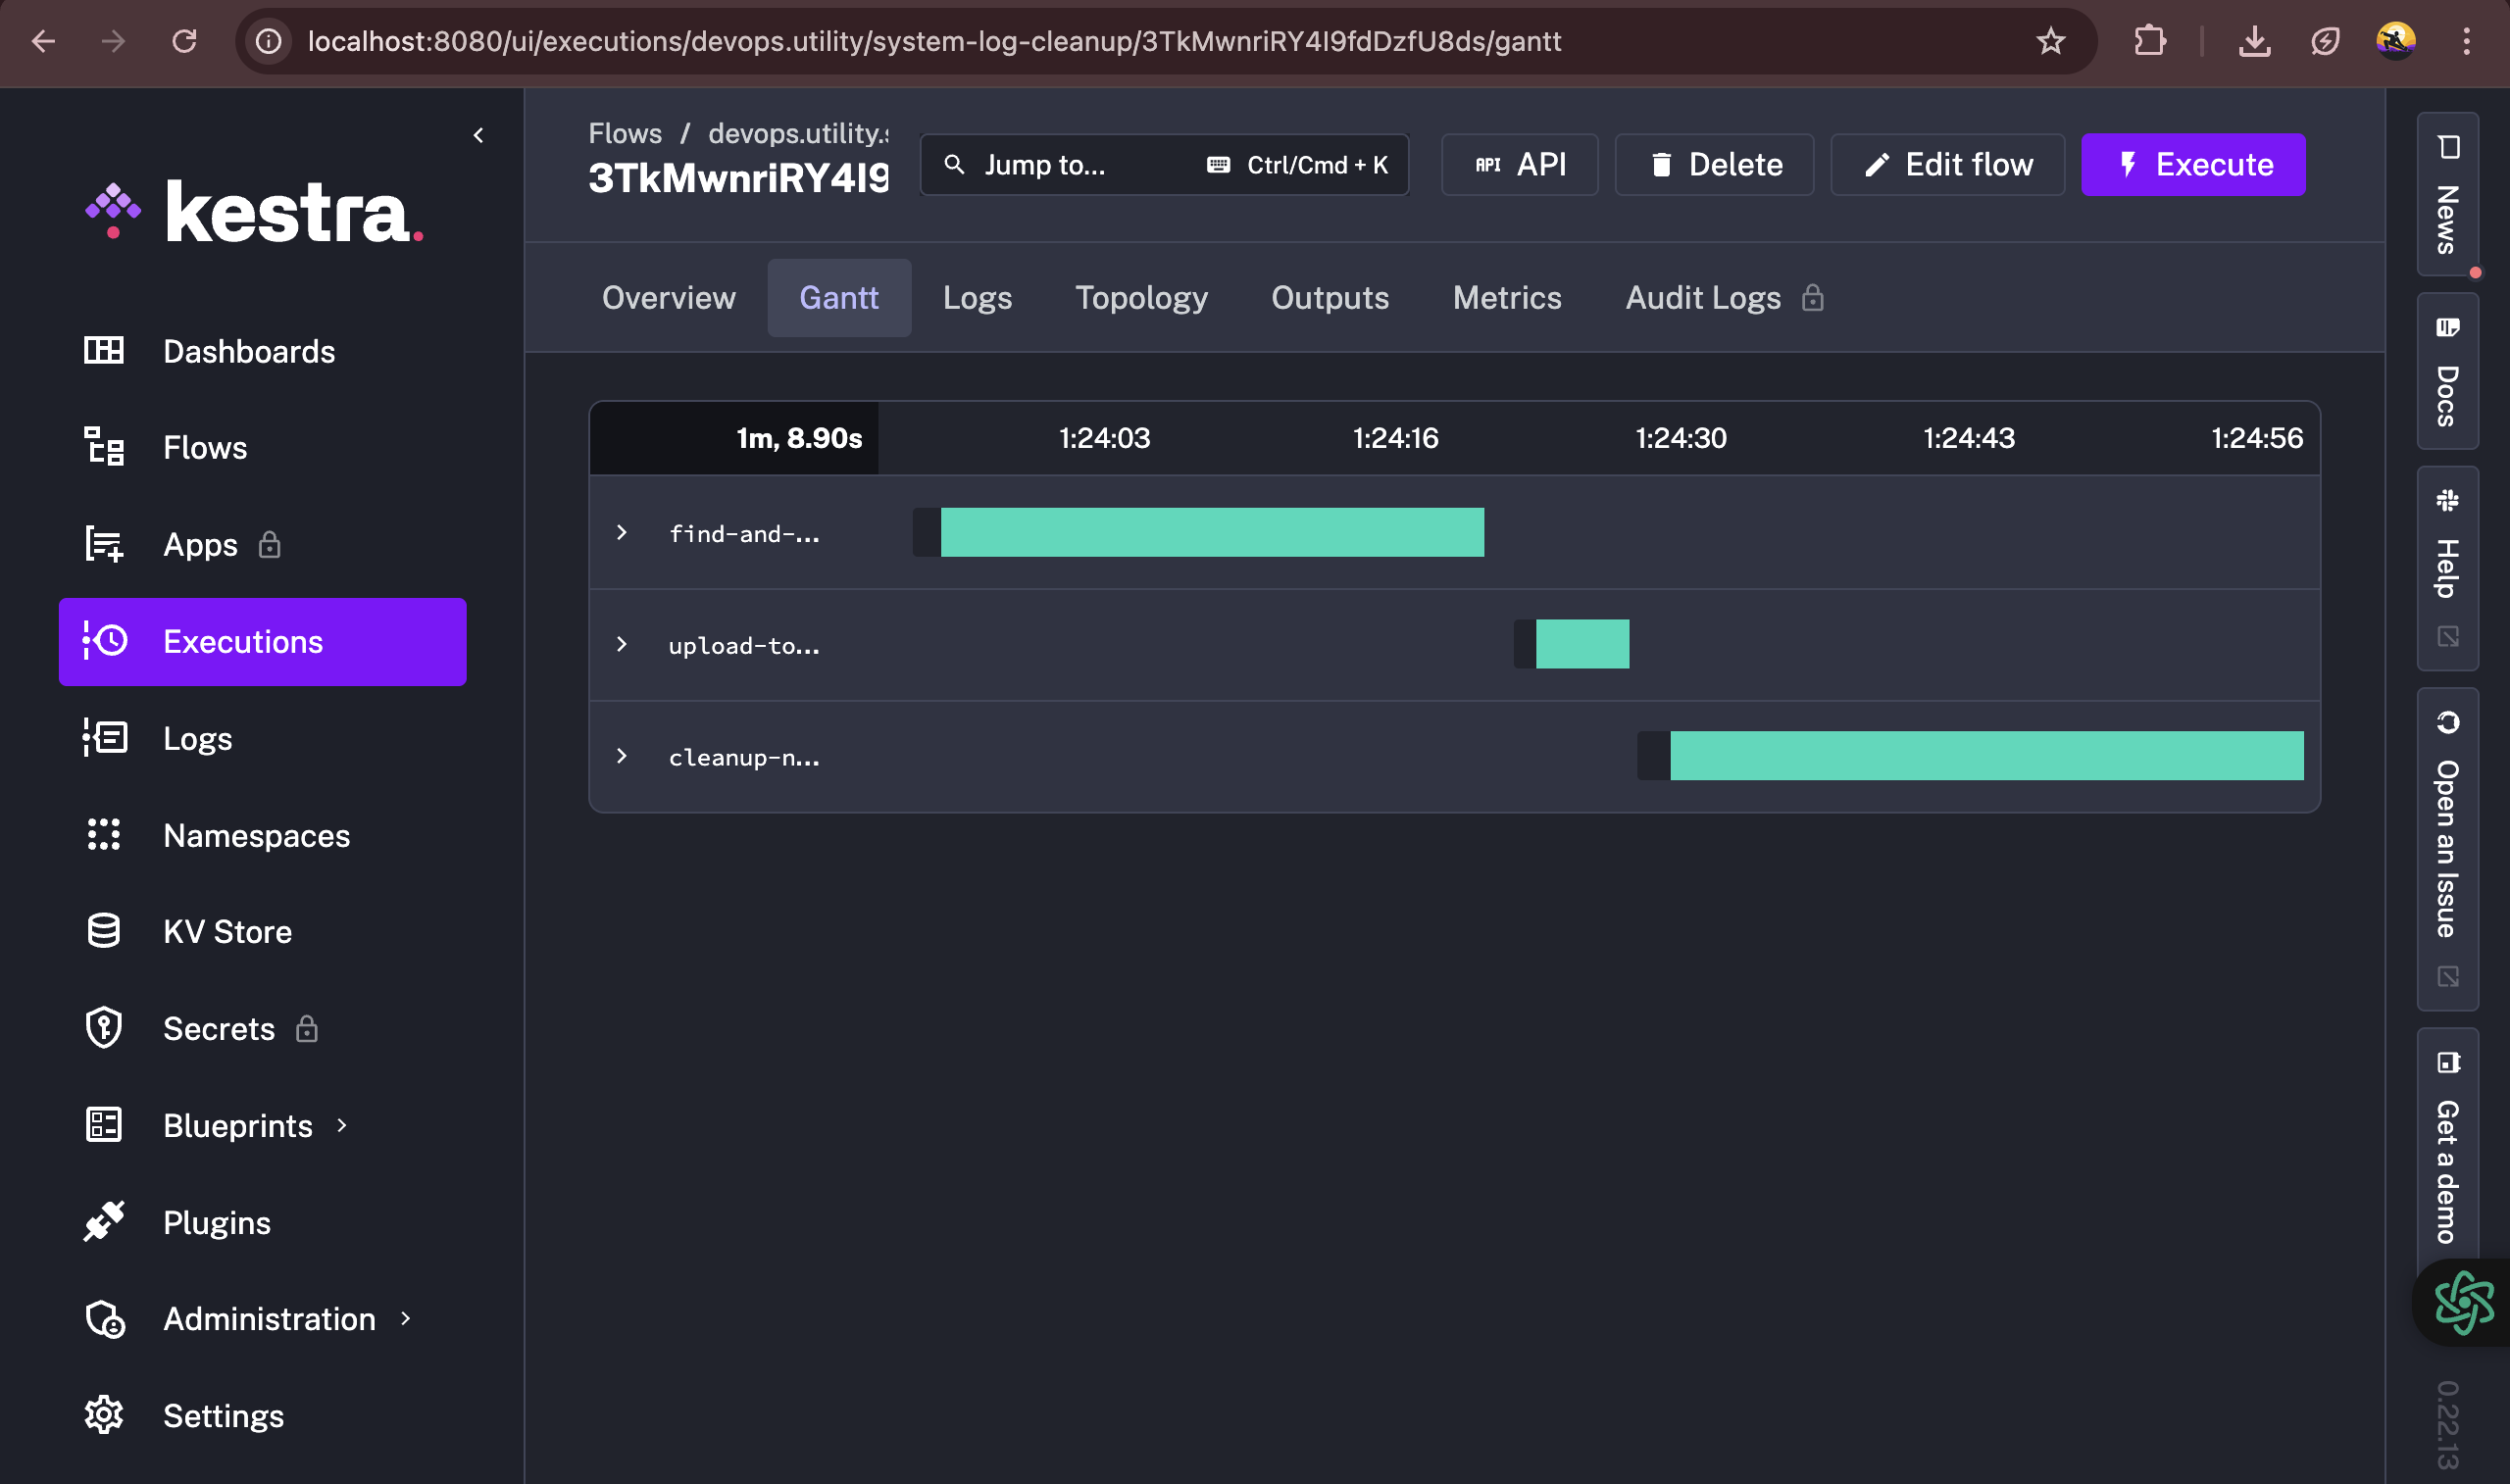 localhost:8080/ui/executions/devops.utility/system-log-cleanup/3TkMwnriRY4I9fdDzfU8ds/gantt
kestra.
Dashboards
Flows
Apps
Executions
Logs
Namespaces
KV Store
Secrets
Blueprints
Plugins
Administration
Settings
Flows / devops.utility.s
3TkMwnriRY4I9
Jump to... Ctrl/Cmd + K
API API
Delete
Edit flow
Execute
Overview Gantt Logs Topology Outputs Metrics Audit Logs
1m, 8.90s 1:24:03 1:24:16 1:24:30 1:24:43 1:24:56
find-and-...
upload-to...
cleanup-n...
News
Docs
Help
Open an Issue
Get a demo
0.22.13